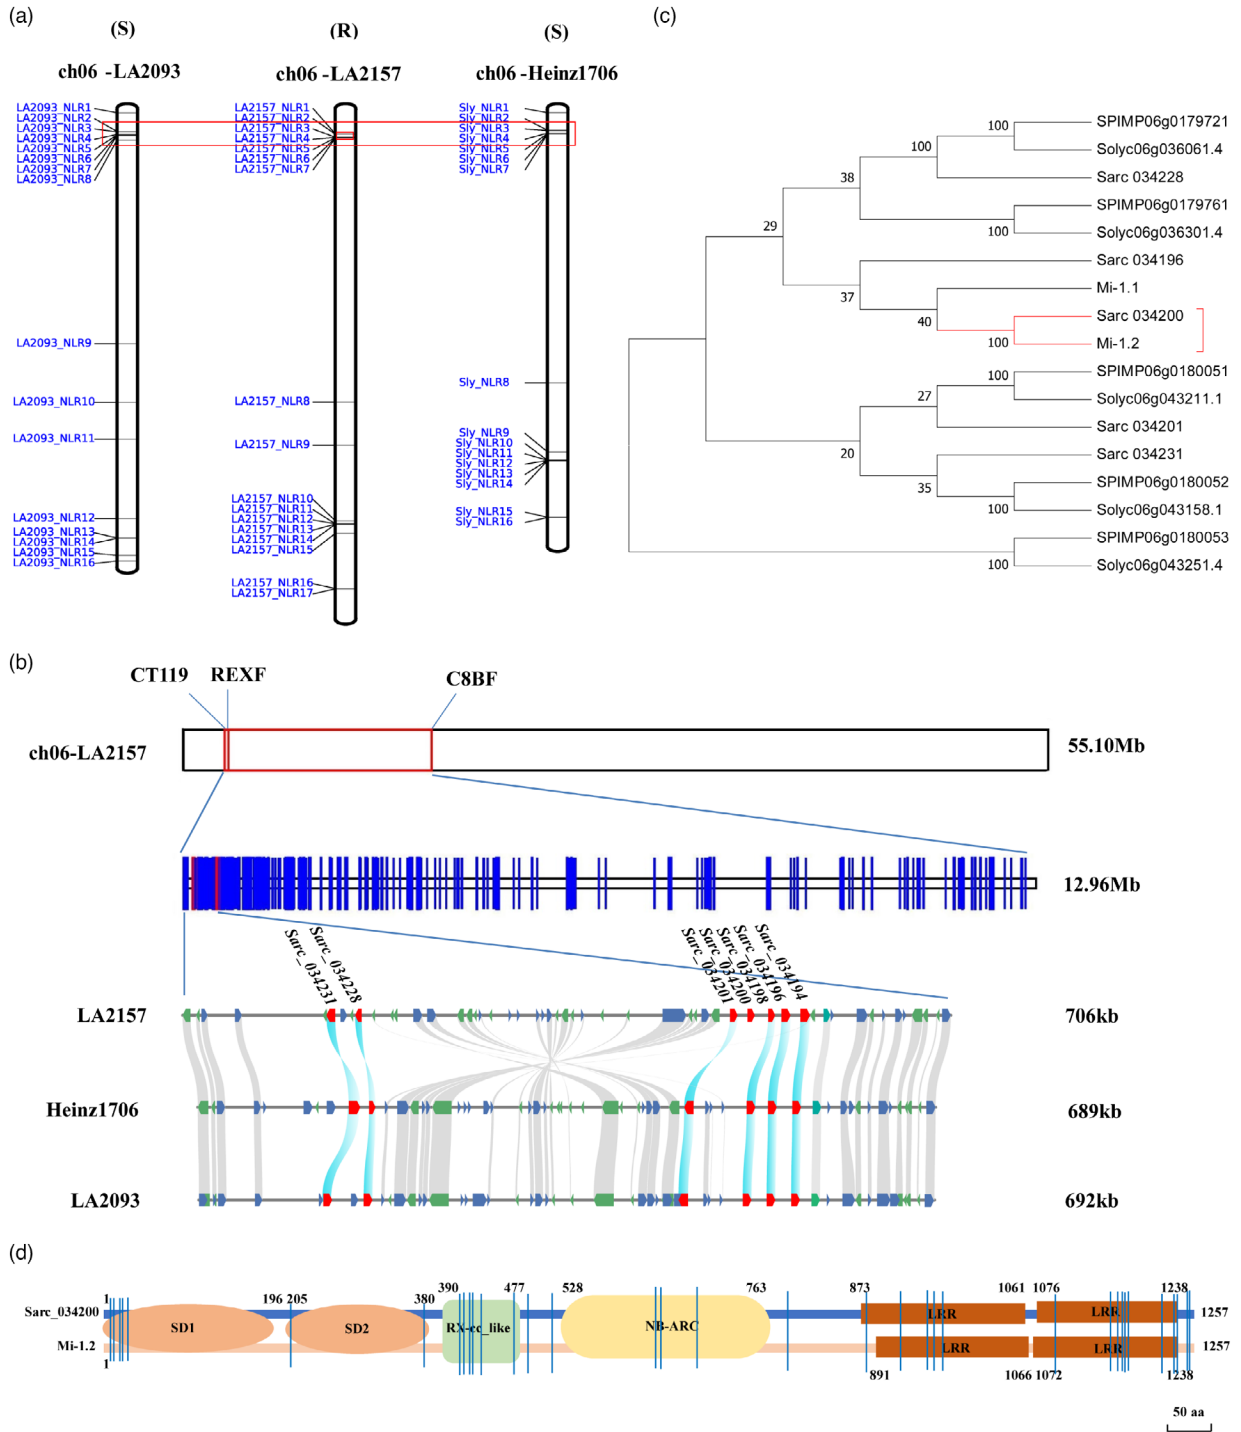 (a)
(S)
(R)
(S)
ch06 -LA2093
ch06 -LA2157
ch06 -Heinz1706
LA2093_NLR1
LA2093_NLR2
LA2093_NLR3
LA2093_NLR4
LA2093_NLR5
LA2093_NLR6
LA2093_NLR7
LA2093_NLR8
LA2093_NLR9
LA2093_NLR10
LA2093_NLR11
LA2093_NLR12
LA2093_NLR13
LA2093_NLR14
LA2093_NLR15
LA2093_NLR16
LA2157_NLR1
LA2157_NLR2
LA2157_NLR3
LA2157_NLR4
LA2157_NLR5
LA2157_NLR6
LA2157_NLR7
LA2157_NLR8
LA2157_NLR9
LA2157_NLR10
LA2157_NLR11
LA2157_NLR12
LA2157_NLR13
LA2157_NLR14
LA2157_NLR15
LA2157_NLR16
LA2157_NLR17
Sly_NLR1
Sly_NLR2
Sly_NLR3
Sly_NLR4
Sly_NLR5
Sly_NLR6
Sly_NLR7
Sly_NLR8
Sly_NLR9
Sly_NLR10
Sly_NLR11
Sly_NLR12
Sly_NLR13
Sly_NLR14
Sly_NLR15
Sly_NLR16
(c)
SPIMP06g0179721
Solyc06g036061.4
Sarc 034228
SPIMP06g0179761
Solyc06g036301.4
Sarc 034196
Mi-1.1
Sarc 034200
Mi-1.2
SPIMP06g0180051
Solyc06g043211.1
Sarc 034201
Sarc 034231
SPIMP06g0180052
Solyc06g043158.1
SPIMP06g0180053
Solyc06g043251.4
100
100
38
100
29
37
40
100
100
27
20
35
100
100
(b)
CT119
REXF
C8BF
ch06-LA2157
55.10Mb
12.96Mb
Sarc_034231
Sarc_034228
Sarc_034201
Sarc_034200
Sarc_034198
Sarc_034196
Sarc_034194
LA2157
706kb
Heinz1706
689kb
LA2093
692kb
(d)
1
196
205
380
390
477
528
763
873
1061
1076
1238
Sarc_034200
1257
SD1
SD2
RX-cc_like
NB-ARC
LRR
LRR
Mi-1.2
LRR
LRR
1257
1
891
1066
1072
1238
50 aa